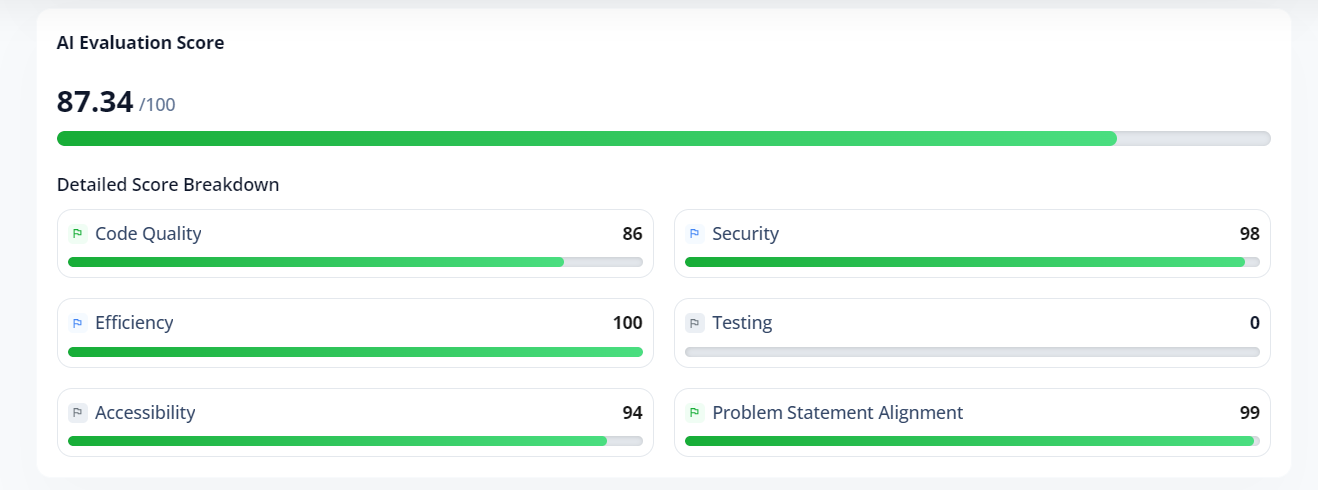 AI Evaluation Score
87.34 /100
Detailed Score Breakdown
Code Quality 86
Security 98
Efficiency 100
Testing 0
Accessibility 94
Problem Statement Alignment 99